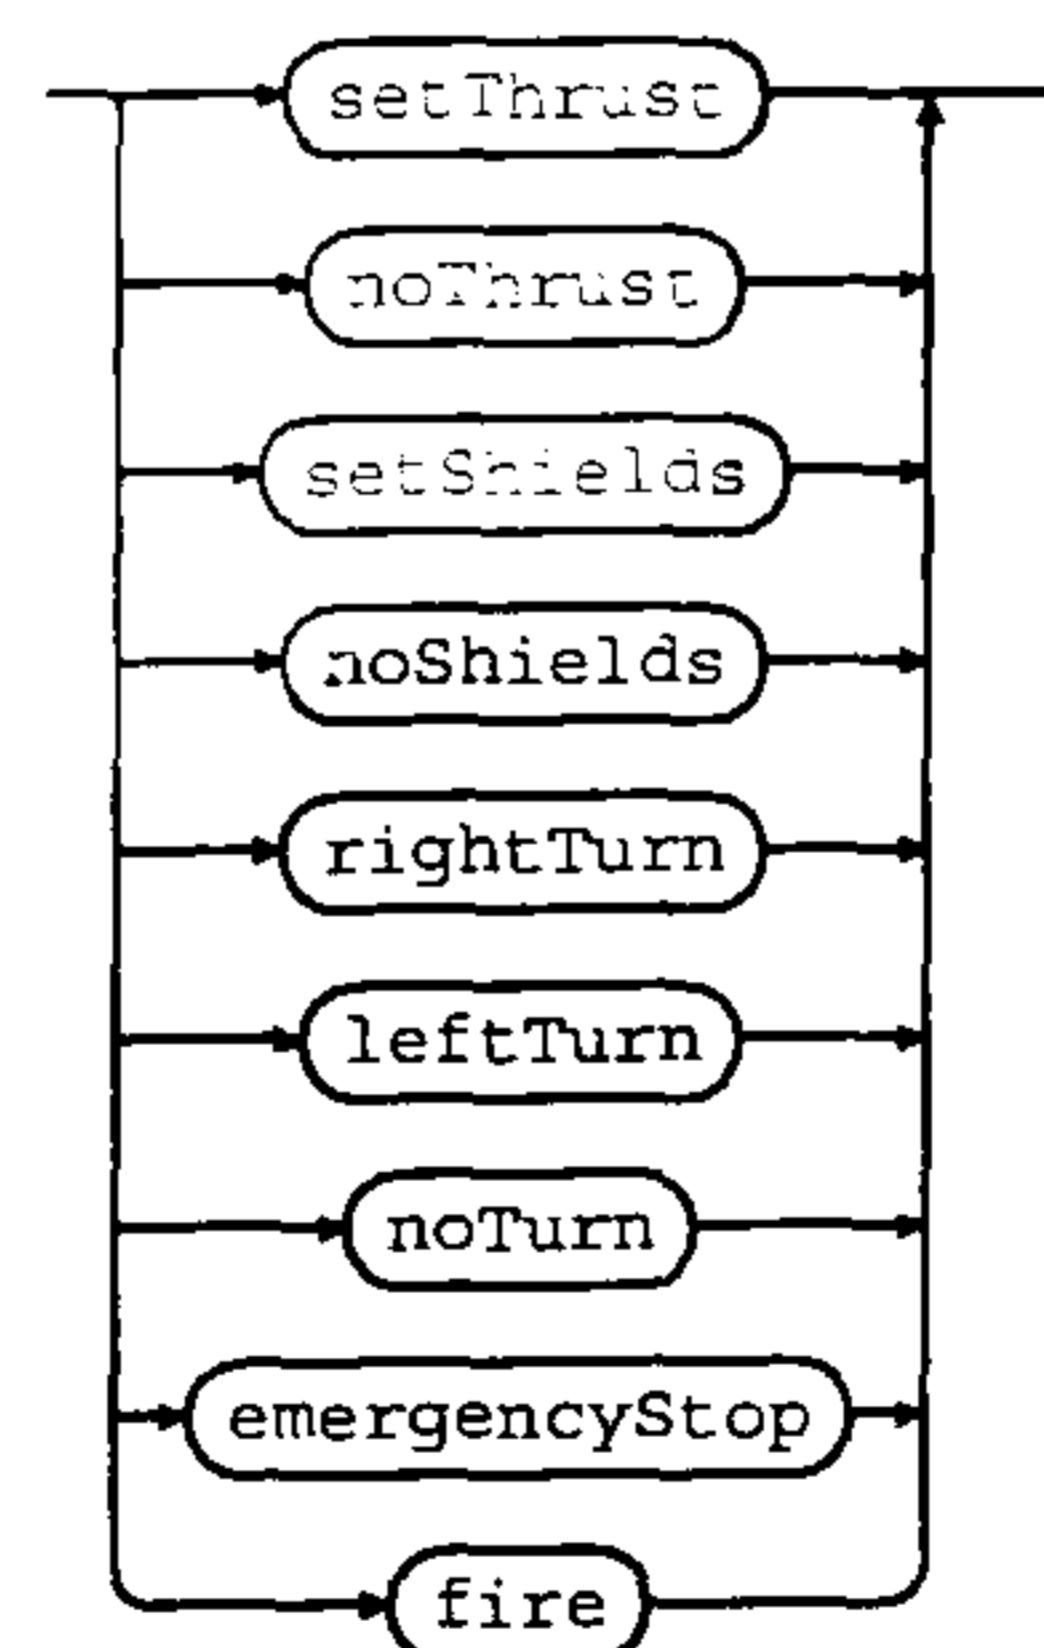 setThrust
noThrust
setShields
noShields
rightTurn
leftTurn
noTurn
emergencyStop
fire